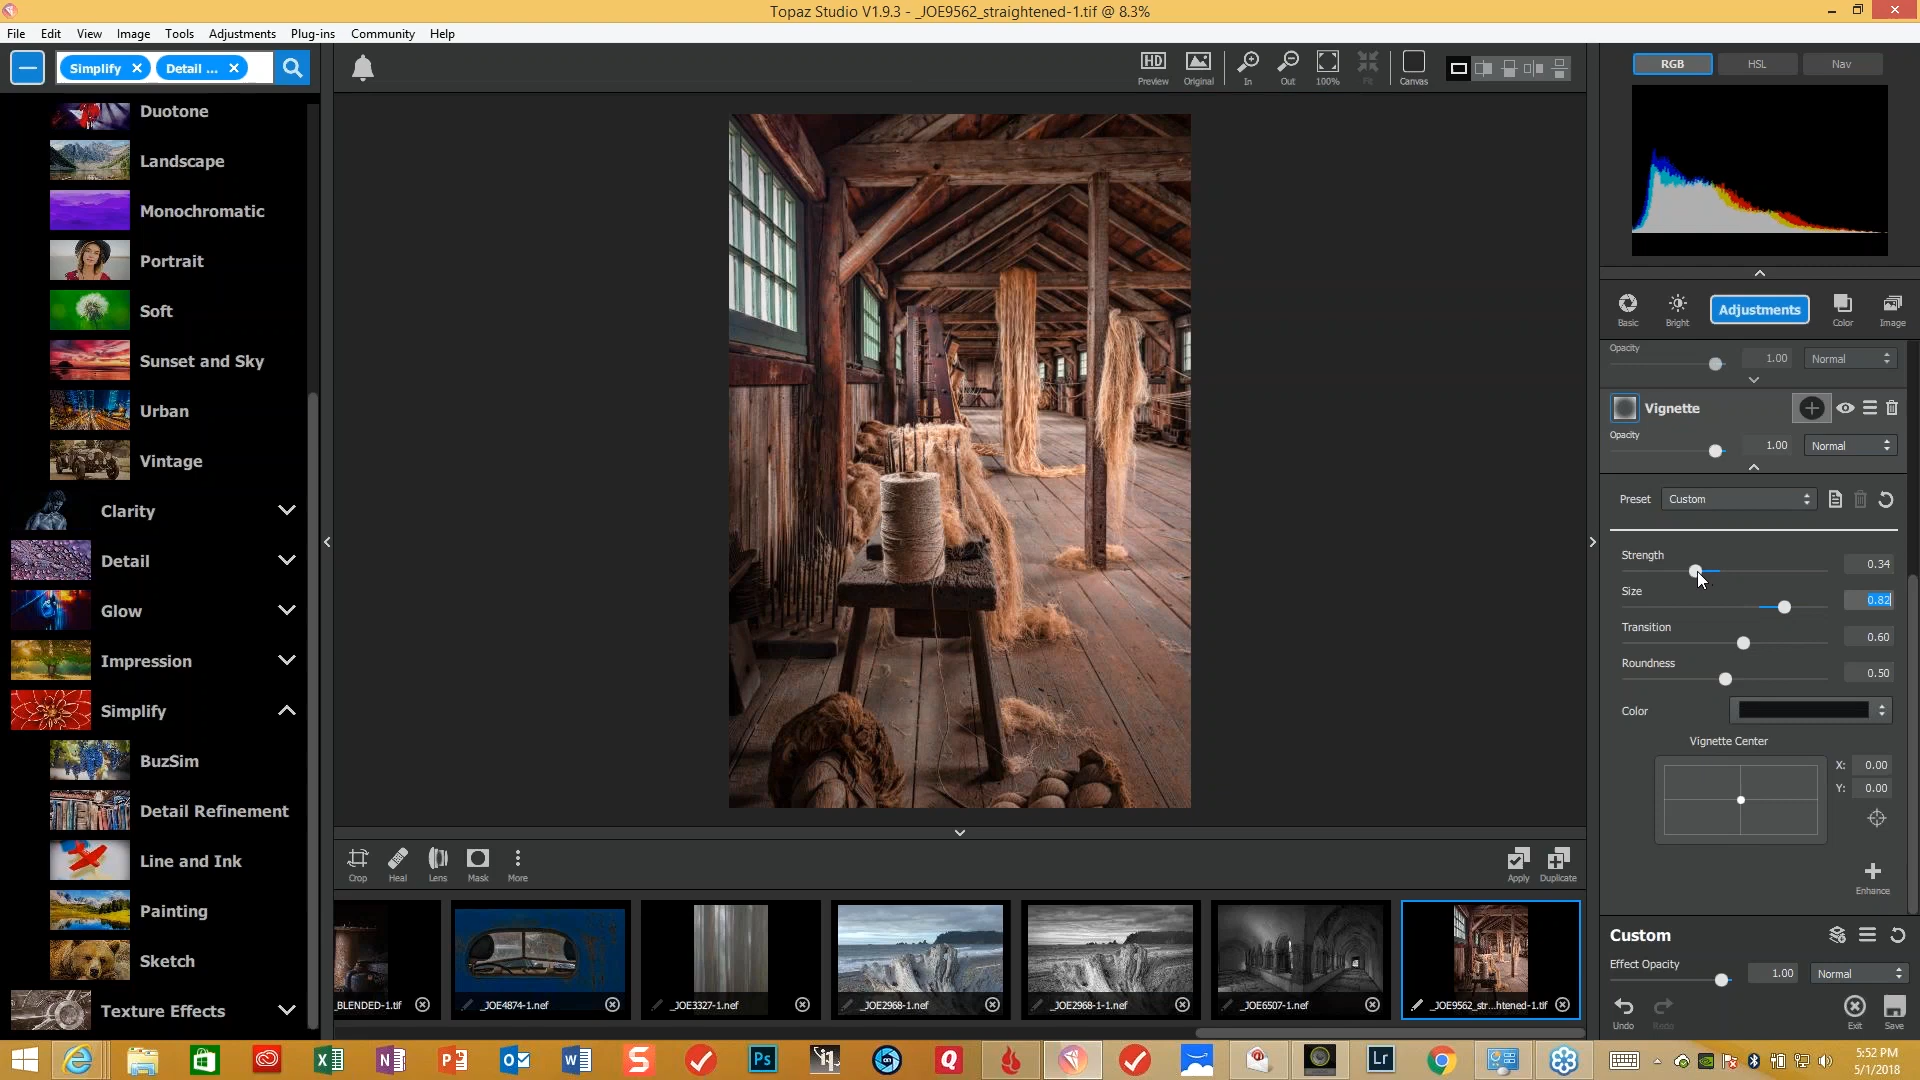 Topaz Studio V1.9.3 - _JOE9562_straightened-1.tif @ 8.3%
File Edit View Image Tools Adjustments Plug-ins Community Help
Simplify
Detail ...
HD
Preview
Original
In
Out
100%
Fit
Canvas
RGB
HSL
Nav
Duotone
Landscape
Monochromatic
Portrait
Soft
Sunset and Sky
Urban
Vintage
Clarity
Detail
Glow
Impression
Simplify
BuzSim
Detail Refinement
Line and Ink
Painting
Sketch
Texture Effects
Basic
Bright
Adjustments
Color
Image
Opacity
1.00
Normal
Vignette
Opacity
1.00
Normal
Preset
Custom
Strength
0.34
Size
0.82
Transition
0.60
Roundness
0.50
Color
Vignette Center
X: 0.00
Y: 0.00
Enhance
Custom
Effect Opacity
1.00
Normal
Undo
Redo
Exit
Save
Crop
Heal
Lens
Mask
More
Apply
Duplicate
BLENDED-1.tif
_JOE4874-1.nef
_JOE3327-1.nef
_JOE2968-1.nef
_JOE2968-1-1.nef
_JOE6507-1.nef
_JOE9562_str...htened-1.tif
Ps
Lr
5:52 PM
5/1/2018